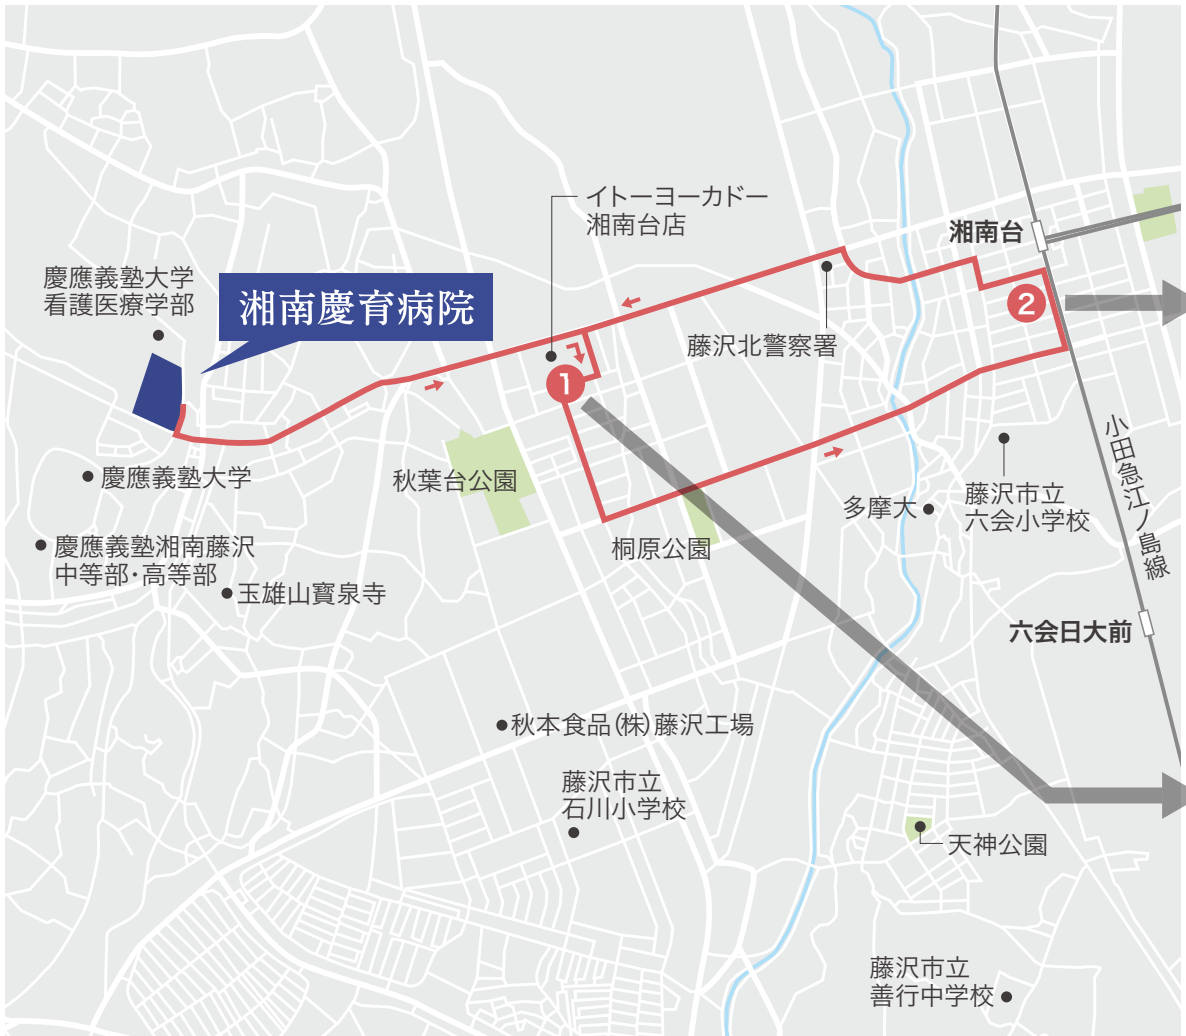 イトーヨーカドー
湘南台店
湘南台
慶應義塾大学
看護医療学部
湘南慶育病院
2
藤沢北警察署
1
小田急江ノ島線
秋葉台公園
慶應義塾大学
藤沢市立
六会小学校
多摩大
桐原公園
慶應義塾湘南藤沢
中等部・高等部
玉雄山寳泉寺
六会日大前
秋本食品(株)藤沢工場
藤沢市立
石川小学校
天神公園
藤沢市立
善行中学校